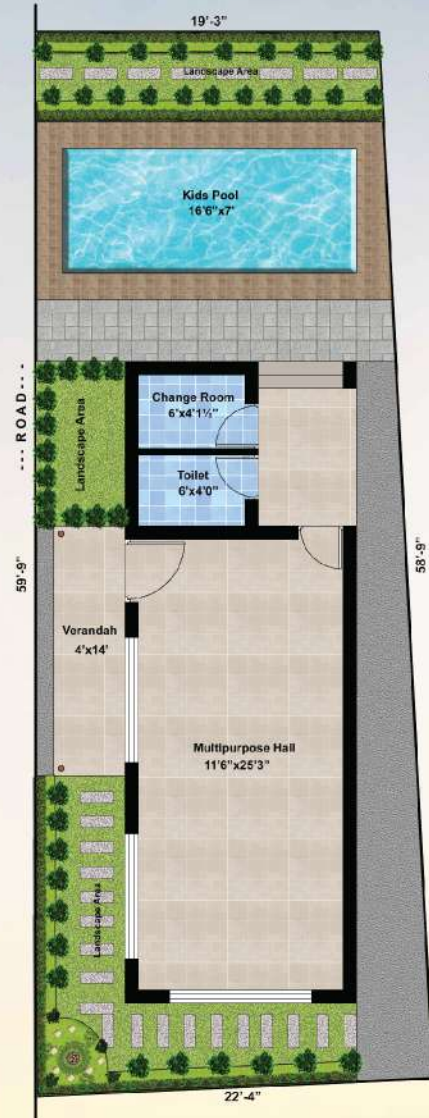 19'-3"
Landscape Area
Kids Pool
16'6"x7'
--- ROAD ---
Landscape Area
Change Room
6'x4'1½"
Toilet
6'x4'0"
59'-9"
58'-9"
Verandah
4'x14'
Multipurpose Hall
11'6"x25'3"
Landscape Area
22'-4"